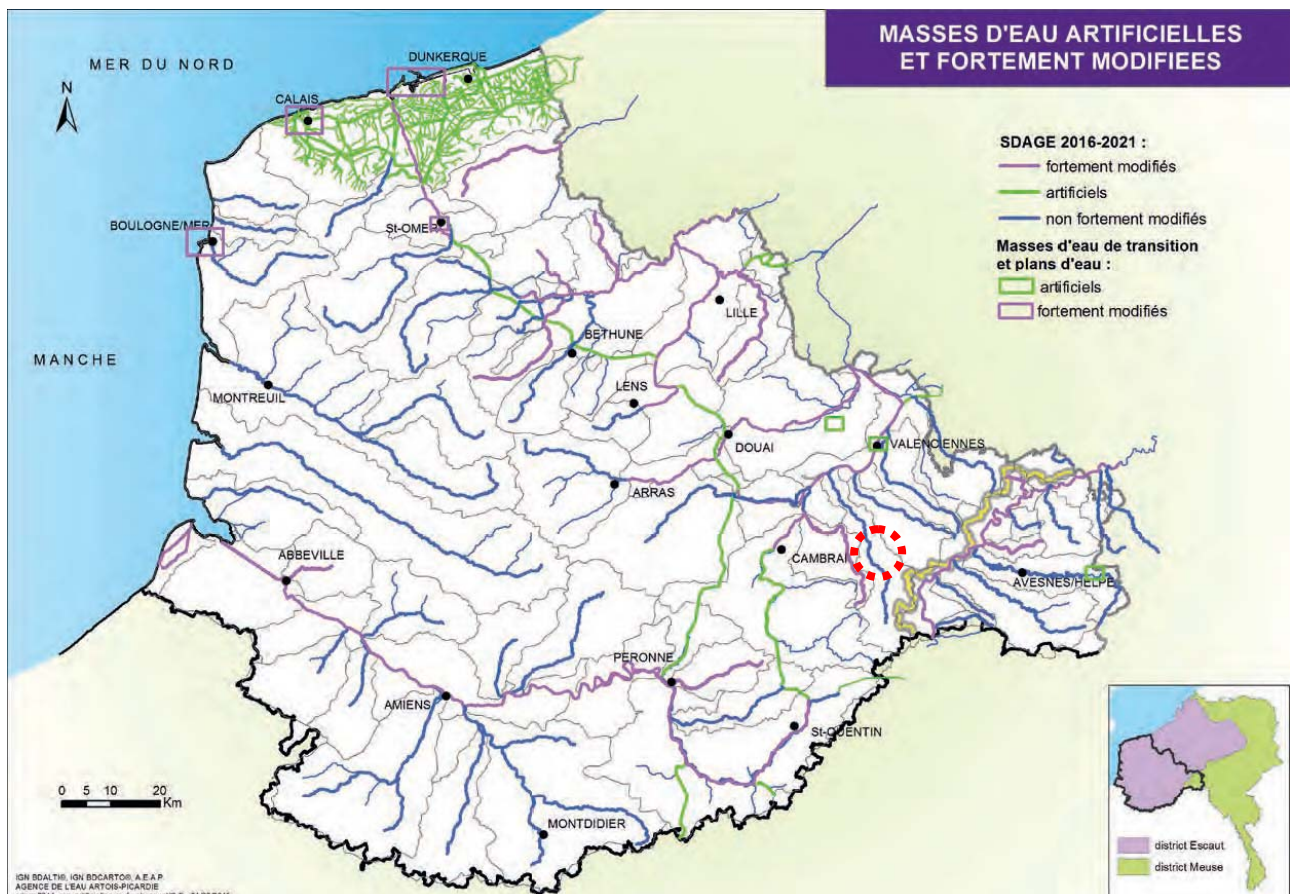 MASSES D'EAU ARTIFICIELLES
ET FORTEMENT MODIFIEES
MER DU NORD
DUNKERQUE
N
CALAIS
SDAGE 2016-2021 :
fortement modifiés
artificiels
non fortement modifiés
Masses d'eau de transition
et plans d'eau :
artificiels
fortement modifiés
BOULOGNE/MER
St-OMER
LILLE
BETHUNE
MANCHE
MONTREUIL
LENS
DOUAI
VALENCIENNES
ARRAS
CAMBRAI
ABBEVILLE
AVESNES/HELPE
PERONNE
AMIENS
St-QUENTIN
0 5 10 20
Km
MONTDIDIER
district Escaut
district Meuse
IGN BDALTI®, IGN BDCARTO®, A.E.A.P.
AGENCE DE L'EAU ARTOIS-PICARDIE